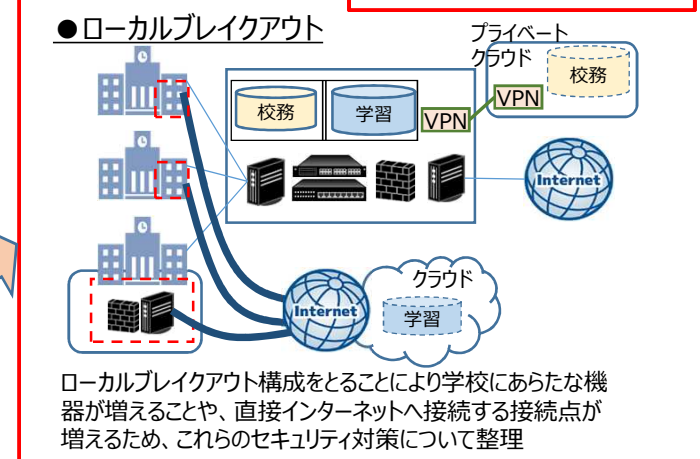 ●ローカルブレイクアウト
プライベート
クラウド
校務
学習
VPN
VPN
校務
Internet
Internet
クラウド
学習
ローカルブレイクアウト構成をとることにより学校にあらたな機
器が増えることや、直接インターネットへ接続する接続点が
増えるため、これらのセキュリティ対策について整理